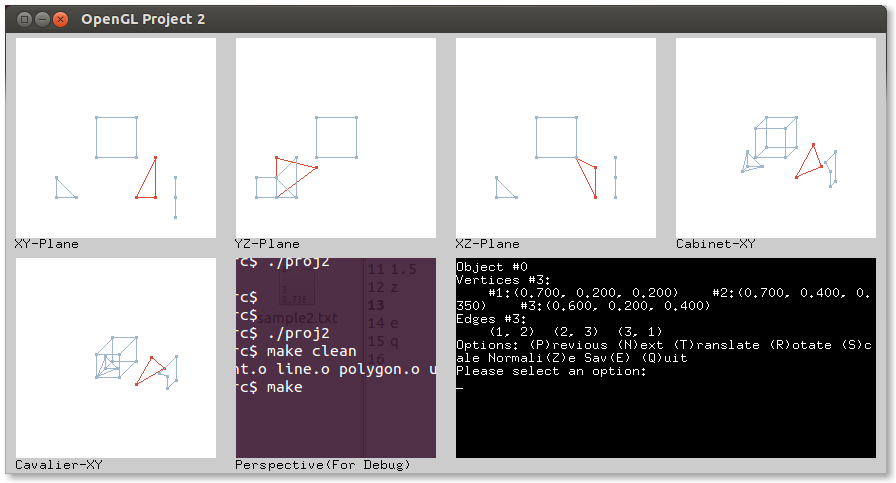 OpenGL Project 2
XY-Plane
YZ-Plane
XZ-Plane
Cabinet-XY
rc$ ./proj2
rc$
rc$
rc$ ./proj2
rc$ make clean
nt.o line.o polygon.o u
rc$ make
sample2.txt
11 1.5
12 z
13
14 e
15 q
16
Object #0
Vertices #3:
#1:(0.700, 0.200, 0.200) #2:(0.700, 0.400, 0.
350) #3:(0.600, 0.200, 0.400)
Edges #3:
(1, 2) (2, 3) (3, 1)
Options: (P)revious (N)ext (T)ranslate (R)otate (S)c
ale Normali(Z)e Sav(E) (Q)uit
Please select an option:
_
Cavalier-XY
Perspective(For Debug)